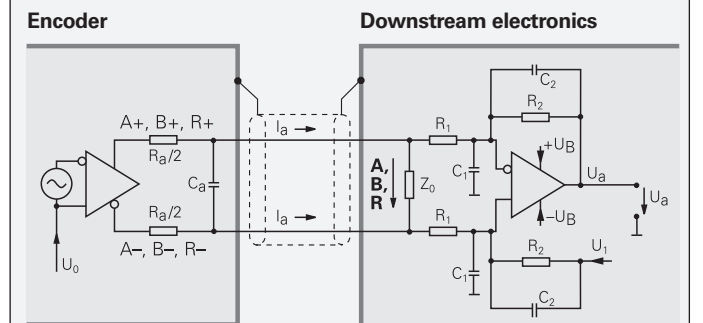 Encoder
Downstream electronics
A+, B+, R+
Ra/2
Ca
Ra/2
A–, B–, R–
U0
Ia
Ia
A,
B,
R
Z0
R1
C1
R1
C1
C2
R2
+UB
–UB
Ua
Ua
R2
U1
C2